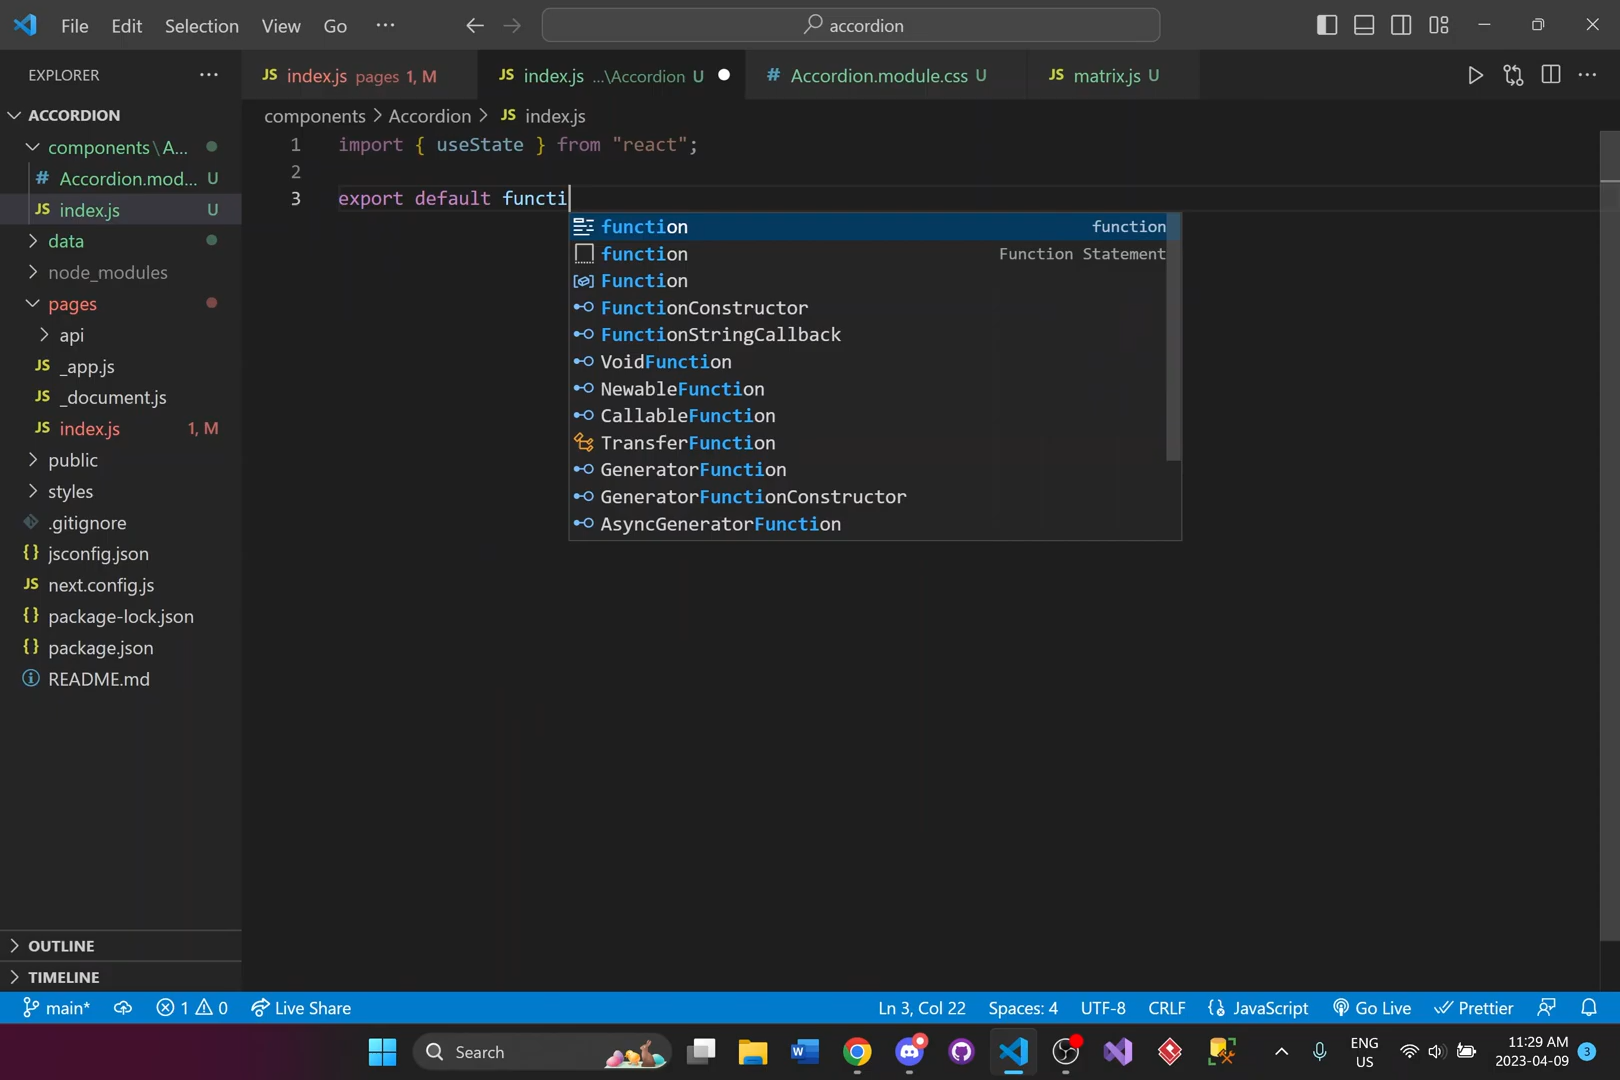 File Edit Selection View Go ··· accordion
EXPLORER ···
JS index.js pages 1, M JS index.js ...\Accordion U # Accordion.module.css U JS matrix.js U ···
ACCORDION
components > Accordion > JS index.js
components\A...
# Accordion.mod... U
JS index.js U
data
node_modules
pages
api
JS _app.js
JS _document.js
JS index.js 1, M
public
styles
.gitignore
{} jsconfig.json
JS next.config.js
{} package-lock.json
{} package.json
README.md
OUTLINE
TIMELINE
1 import { useState } from "react";
2
3 export default functi
function function
function Function Statement
Function
FunctionConstructor
FunctionStringCallback
VoidFunction
NewableFunction
CallableFunction
TransferFunction
GeneratorFunction
GeneratorFunctionConstructor
AsyncGeneratorFunction
main* 1 0 Live Share Ln 3, Col 22 Spaces: 4 UTF-8 CRLF {} JavaScript Go Live Prettier
Search
W
ENG
US
11:29 AM
2023-04-09
3